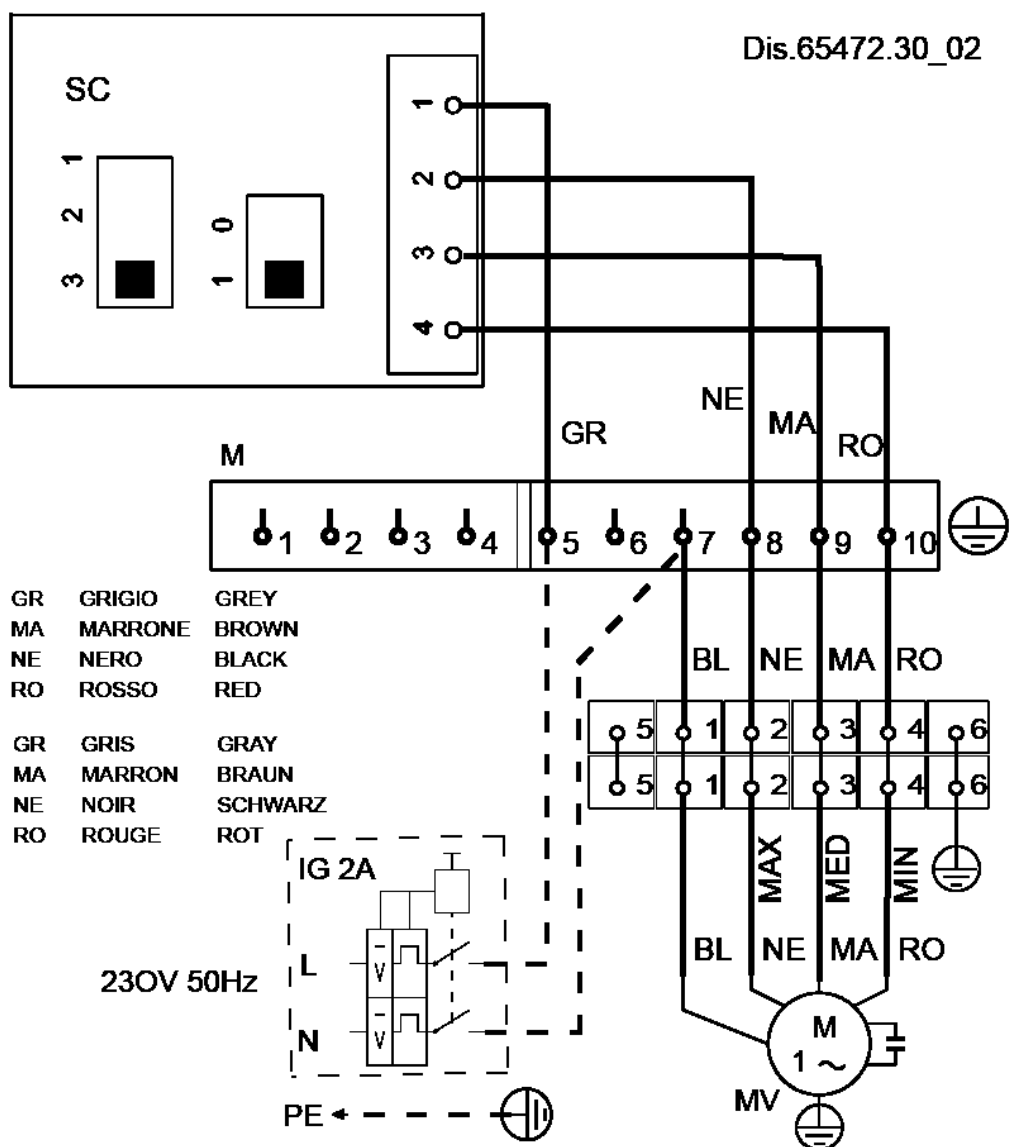 Dis.65472.30_02
SC
1
2
3
0
1
1
2
3
4
GR
NE
MA
RO
M
1 2 3 4 5 6 7 8 9 10
GR GRIGIO GREY
MA MARRONE BROWN
NE NERO BLACK
RO ROSSO RED
GR GRIS GRAY
MA MARRON BRAUN
NE NOIR SCHWARZ
RO ROUGE ROT
BL NE MA RO
5 1 2 3 4 6
5 1 2 3 4 6
MAX MED MIN
BL NE MA RO
IG 2A
L
V
23OV 50Hz
N
V
M
1 ~
MV
PE